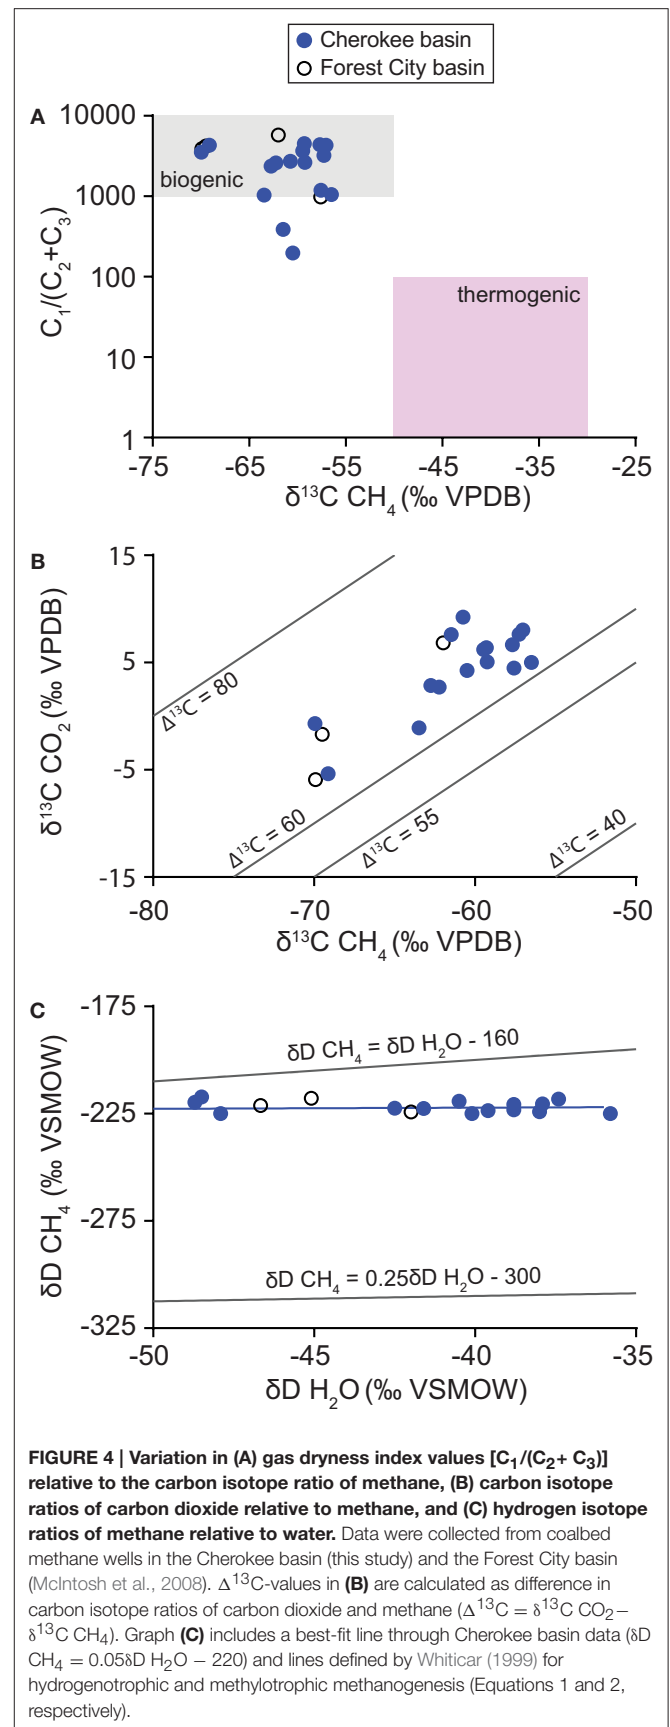 Cherokee basin
Forest City basin
A
10000
1000
100
10
1
C₁/(C₂+C₃)
biogenic
thermogenic
-75 -65 -55 -45 -35 -25
δ¹³C CH₄ (‰ VPDB)
B
15
5
-5
-15
δ¹³C CO₂ (‰ VPDB)
Δ¹³C = 80
Δ¹³C = 60
Δ¹³C = 55
Δ¹³C = 40
-80 -70 -60 -50
δ¹³C CH₄ (‰ VPDB)
C
-175
-225
-275
-325
δD CH₄ (‰ VSMOW)
δD CH₄ = δD H₂O - 160
δD CH₄ = 0.25δD H₂O - 300
-50 -45 -40 -35
δD H₂O (‰ VSMOW)
FIGURE 4 | Variation in (A) gas dryness index values [C₁/(C₂+ C₃)]
relative to the carbon isotope ratio of methane, (B) carbon isotope
ratios of carbon dioxide relative to methane, and (C) hydrogen isotope
ratios of methane relative to water. Data were collected from coalbed
methane wells in the Cherokee basin (this study) and the Forest City basin
(McIntosh et al., 2008). Δ¹³C-values in (B) are calculated as difference in
carbon isotope ratios of carbon dioxide and methane (Δ¹³C = δ¹³C CO₂−
δ¹³C CH₄). Graph (C) includes a best-fit line through Cherokee basin data (δD
CH₄ = 0.05δD H₂O − 220) and lines defined by Whiticar (1999) for
hydrogenotrophic and methylotrophic methanogenesis (Equations 1 and 2,
respectively).